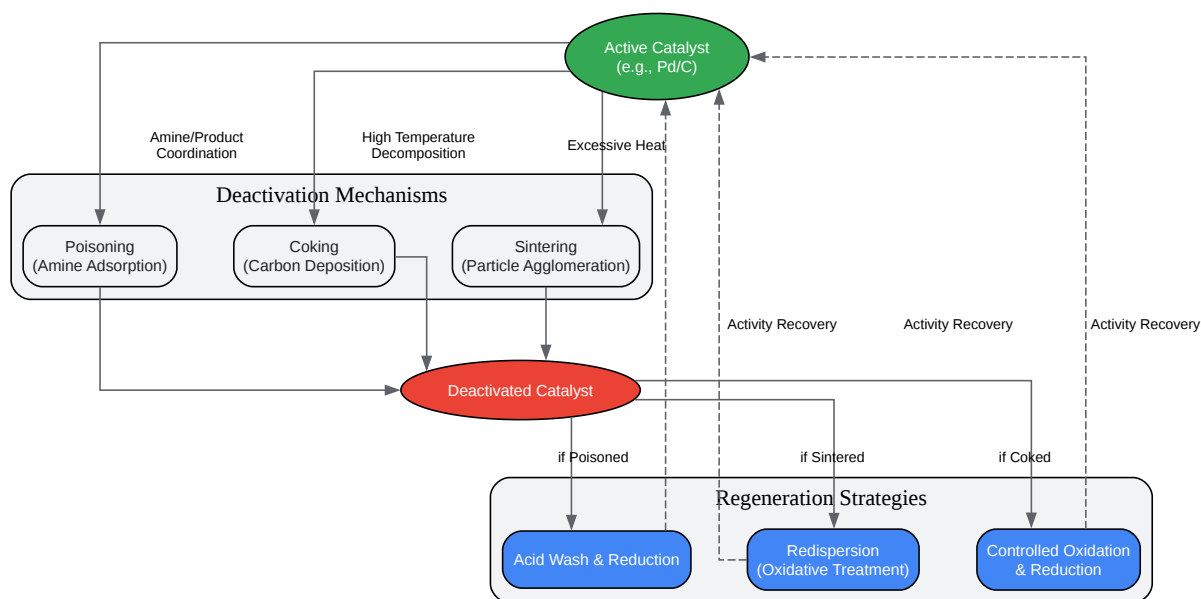 Active Catalyst
(e.g., Pd/C)
Amine/Product
Coordination
High Temperature
Decomposition
Excessive Heat
Deactivation Mechanisms
Poisoning
(Amine Adsorption)
Coking
(Carbon Deposition)
Sintering
(Particle Agglomeration)
Activity Recovery
Activity Recovery
Activity Recovery
Deactivated Catalyst
if Poisoned
if Sintered
if Coked
Regeneration Strategies
Acid Wash & Reduction
Redispersion
(Oxidative Treatment)
Controlled Oxidation
& Reduction